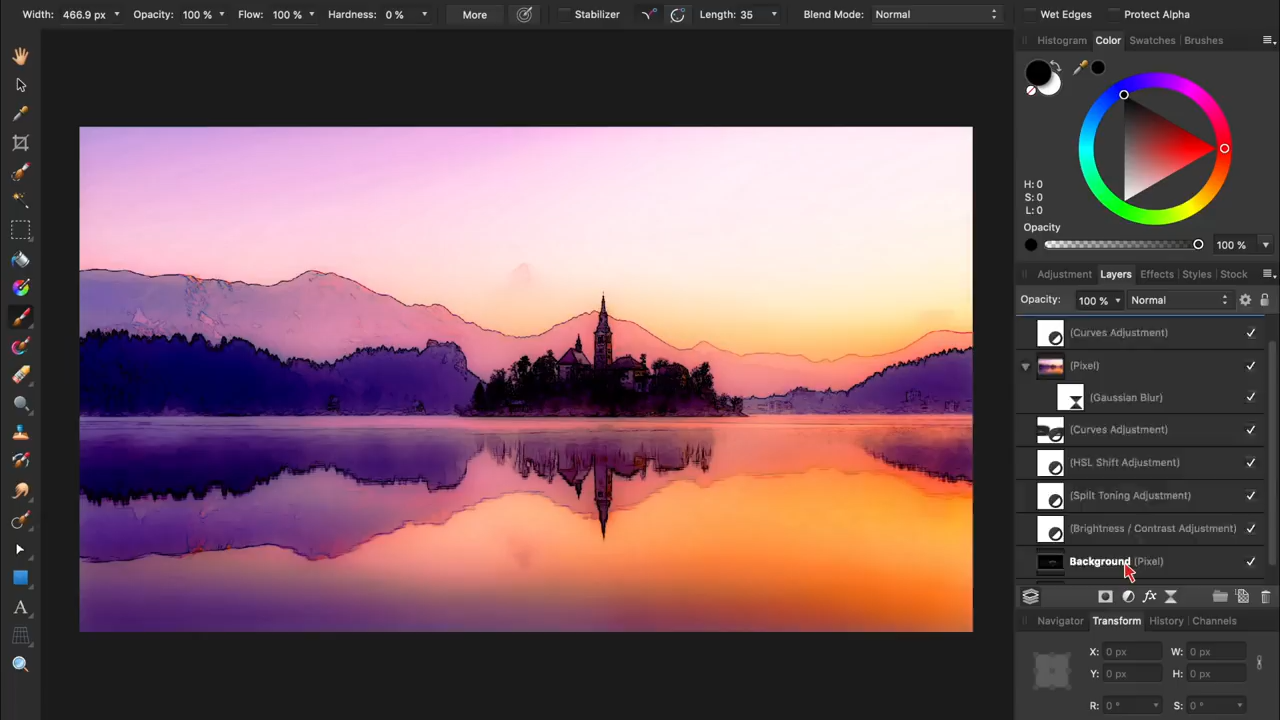 Width: 466.9 px Opacity: 100 % Flow: 100 % Hardness: 0 % More Stabilizer Length: 35 Blend Mode: Normal Wet Edges Protect Alpha
Histogram Color Swatches Brushes
H: 0
S: 0
L: 0
Opacity
100 %
Adjustment Layers Effects Styles Stock
Opacity: 100 % Normal
(Curves Adjustment)
(Pixel)
(Gaussian Blur)
(Curves Adjustment)
(HSL Shift Adjustment)
(Split Toning Adjustment)
(Brightness / Contrast Adjustment)
Background (Pixel)
fx
Navigator Transform History Channels
X: 0 px W: 0 px
Y: 0 px H: 0 px
R: 0 ° S: 0 °
A